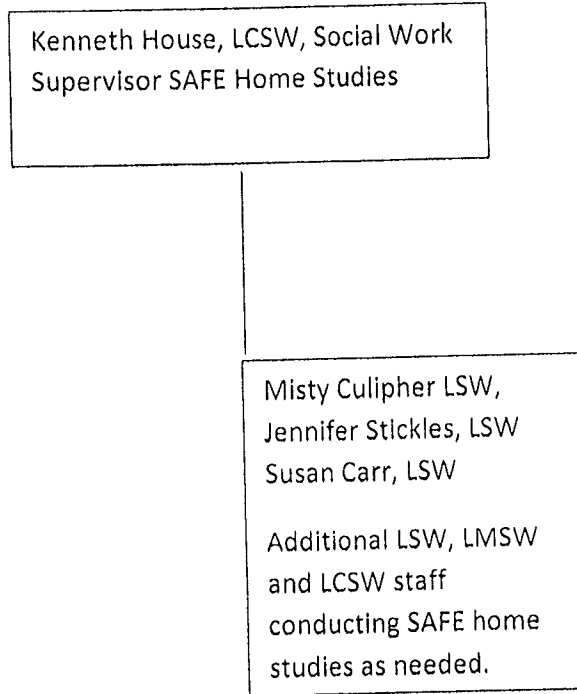 Kenneth House, LCSW, Social Work
Supervisor SAFE Home Studies
Misty Culipher LSW,
Jennifer Stickles, LSW
Susan Carr, LSW
Additional LSW, LMSW
and LCSW staff
conducting SAFE home
studies as needed.